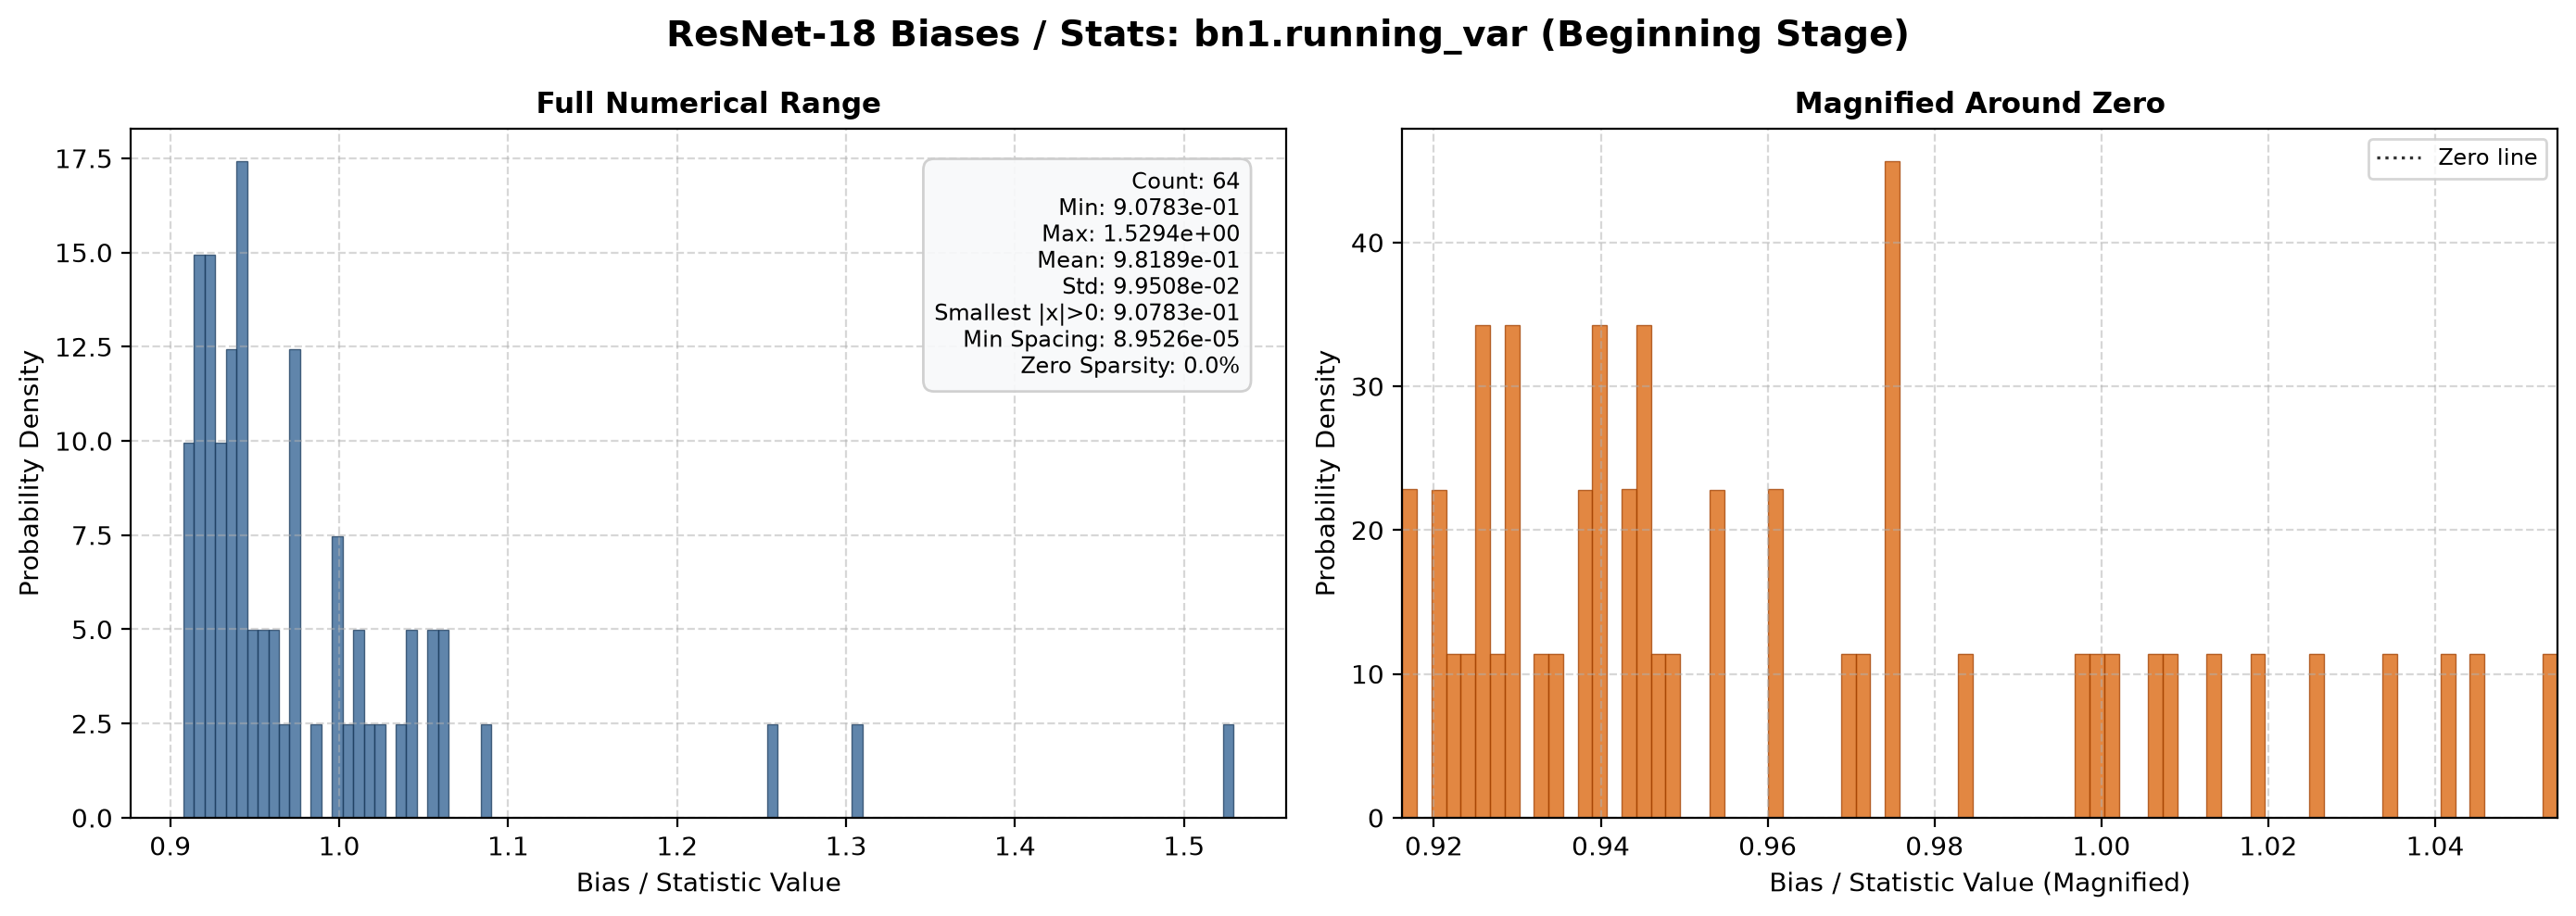 ResNet-18 Biases / Stats: bn1.running_var (Beginning Stage)
Full Numerical Range
Probability Density
17.5
15.0
12.5
10.0
7.5
5.0
2.5
0.0
Count: 64
Min: 9.0783e-01
Max: 1.5294e+00
Mean: 9.8189e-01
Std: 9.9508e-02
Smallest |x|>0: 9.0783e-01
Min Spacing: 8.9526e-05
Zero Sparsity: 0.0%
0.9 1.0 1.1 1.2 1.3 1.4 1.5
Bias / Statistic Value
Magnified Around Zero
Probability Density
40
30
20
10
0
Zero line
0.92 0.94 0.96 0.98 1.00 1.02 1.04
Bias / Statistic Value (Magnified)